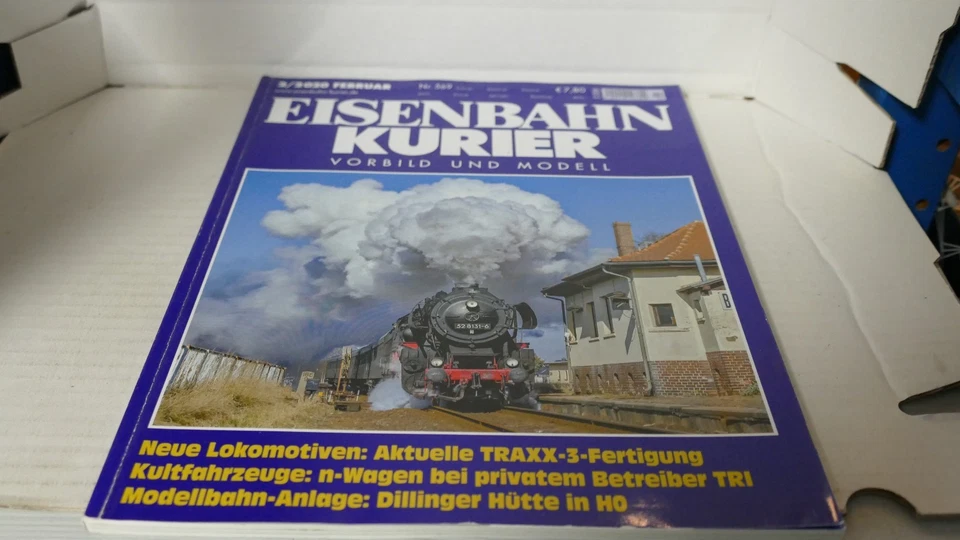 2/2020 FEBRUAR
Nr. 569
€ 7,80
EISENBAHN
KURIER
VORBILD UND MODELL
52 8131-6
B
Neue Lokomotiven: Aktuelle TRAXX-3-Fertigung
Kultfahrzeuge: n-Wagen bei privatem Betreiber TRI
Modellbahn-Anlage: Dillinger Hütte in H0